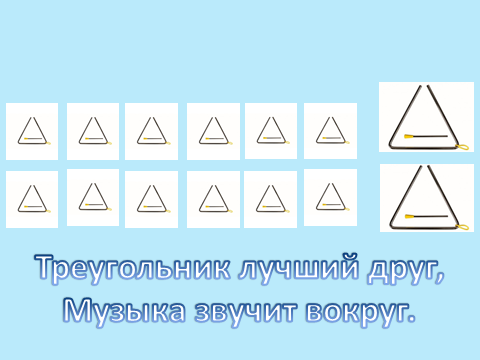 Треугольник лучший друг,
Музыка звучит вокруг.